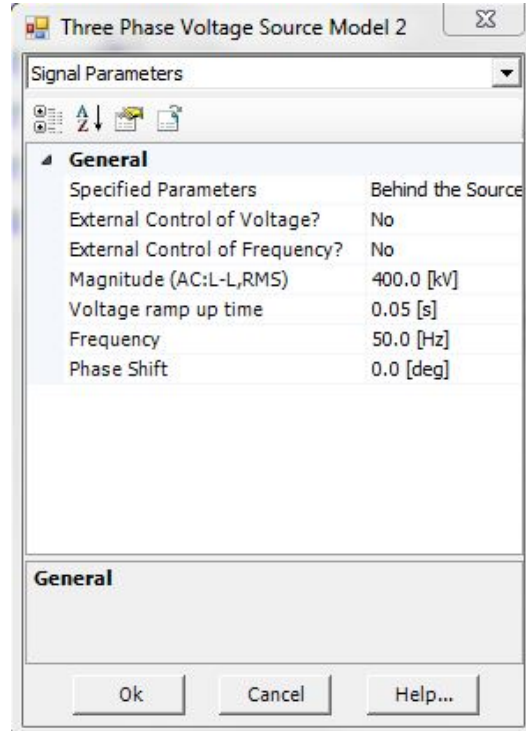 Three Phase Voltage Source Model 2
Signal Parameters
General
Specified Parameters Behind the Source
External Control of Voltage? No
External Control of Frequency? No
Magnitude (AC:L-L,RMS) 400.0 [kV]
Voltage ramp up time 0.05 [s]
Frequency 50.0 [Hz]
Phase Shift 0.0 [deg]
General
Ok Cancel Help...